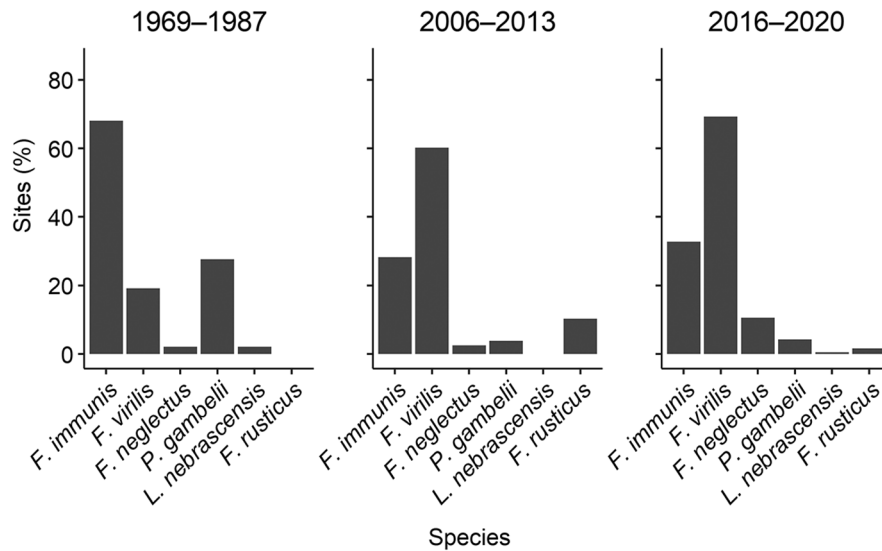 1969–1987 2006–2013 2016–2020
Sites (%)
80
60
40
20
0
F. immunis
F. virilis
F. neglectus
P. gambelii
L. nebrascensis
F. rusticus
F. immunis
F. virilis
F. neglectus
P. gambelii
L. nebrascensis
F. rusticus
F. immunis
F. virilis
F. neglectus
P. gambelii
L. nebrascensis
F. rusticus
Species